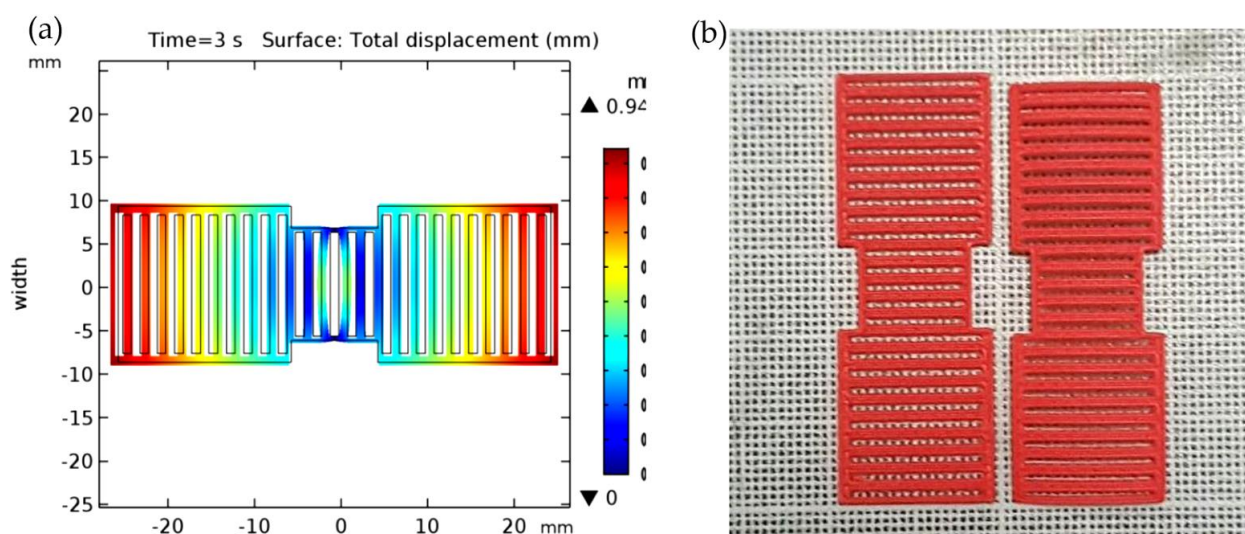 (a)
Time=3 s Surface: Total displacement (mm)
mm
▲ 0.94
20
15
10
5
0
-5
-10
-15
-20
-25
width
-20 -10 0 10 20 mm
▼ 0
(b)